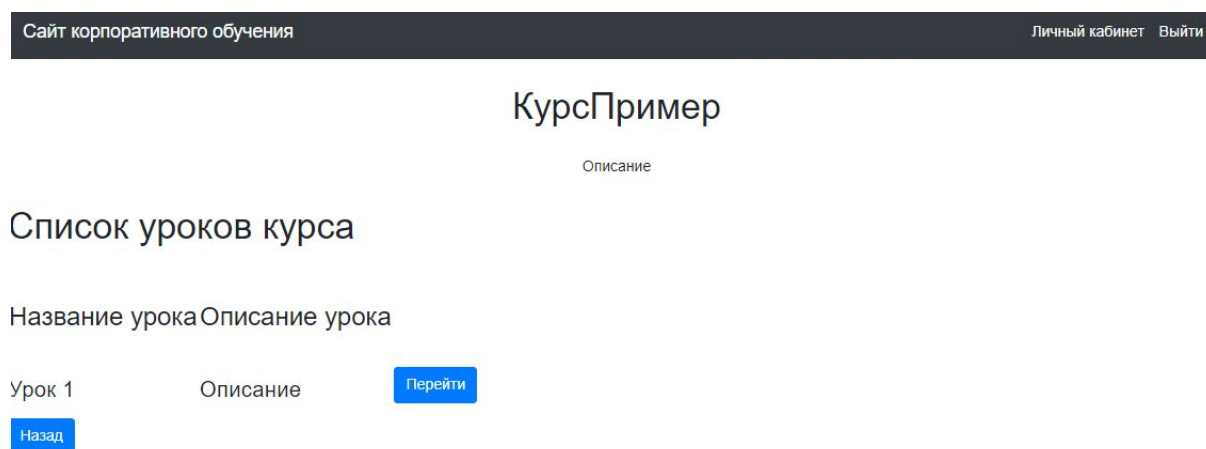 Сайт корпоративного обучения Личный кабинет Выйти
КурсПример
Описание
Список уроков курса
Название урока Описание урока
Урок 1 Описание Перейти
Назад